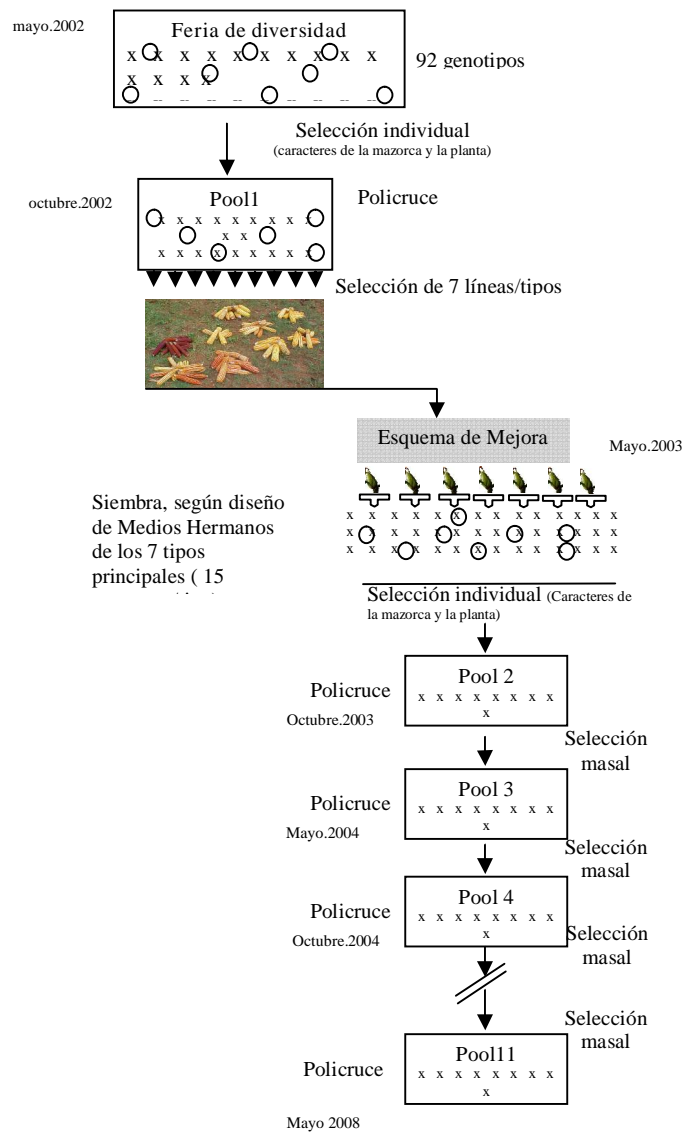 mayo.2002
Feria de diversidad
x x x x x x x x x x
x x x x
-- -- -- -- -- -- -- -- -- --
92 genotipos
Selección individual
(caracteres de la mazorca y la planta)
octubre.2002
Pool1
x x x x x x x x x
x x
x x x x x x x x x
Policruce
Selección de 7 líneas/tipos
Esquema de Mejora
Mayo.2003
Siembra, según diseño
de Medios Hermanos
de los 7 tipos
principales ( 15
x x x x x x x x x x x x x x x
x x x x x x x x x x x x x x x
x x x x x x x x x x x x x x x
Selección individual (Caracteres de
la mazorca y la planta)
Pool 2
x x x x x x x x
x
Policruce
Octubre.2003
Selección
masal
Pool 3
x x x x x x x x
x
Policruce
Mayo.2004
Selección
masal
Pool 4
x x x x x x x x
x
Policruce
Octubre.2004
Selección
masal
Selección
masal
Pool11
x x x x x x x x
x
Policruce
Mayo 2008